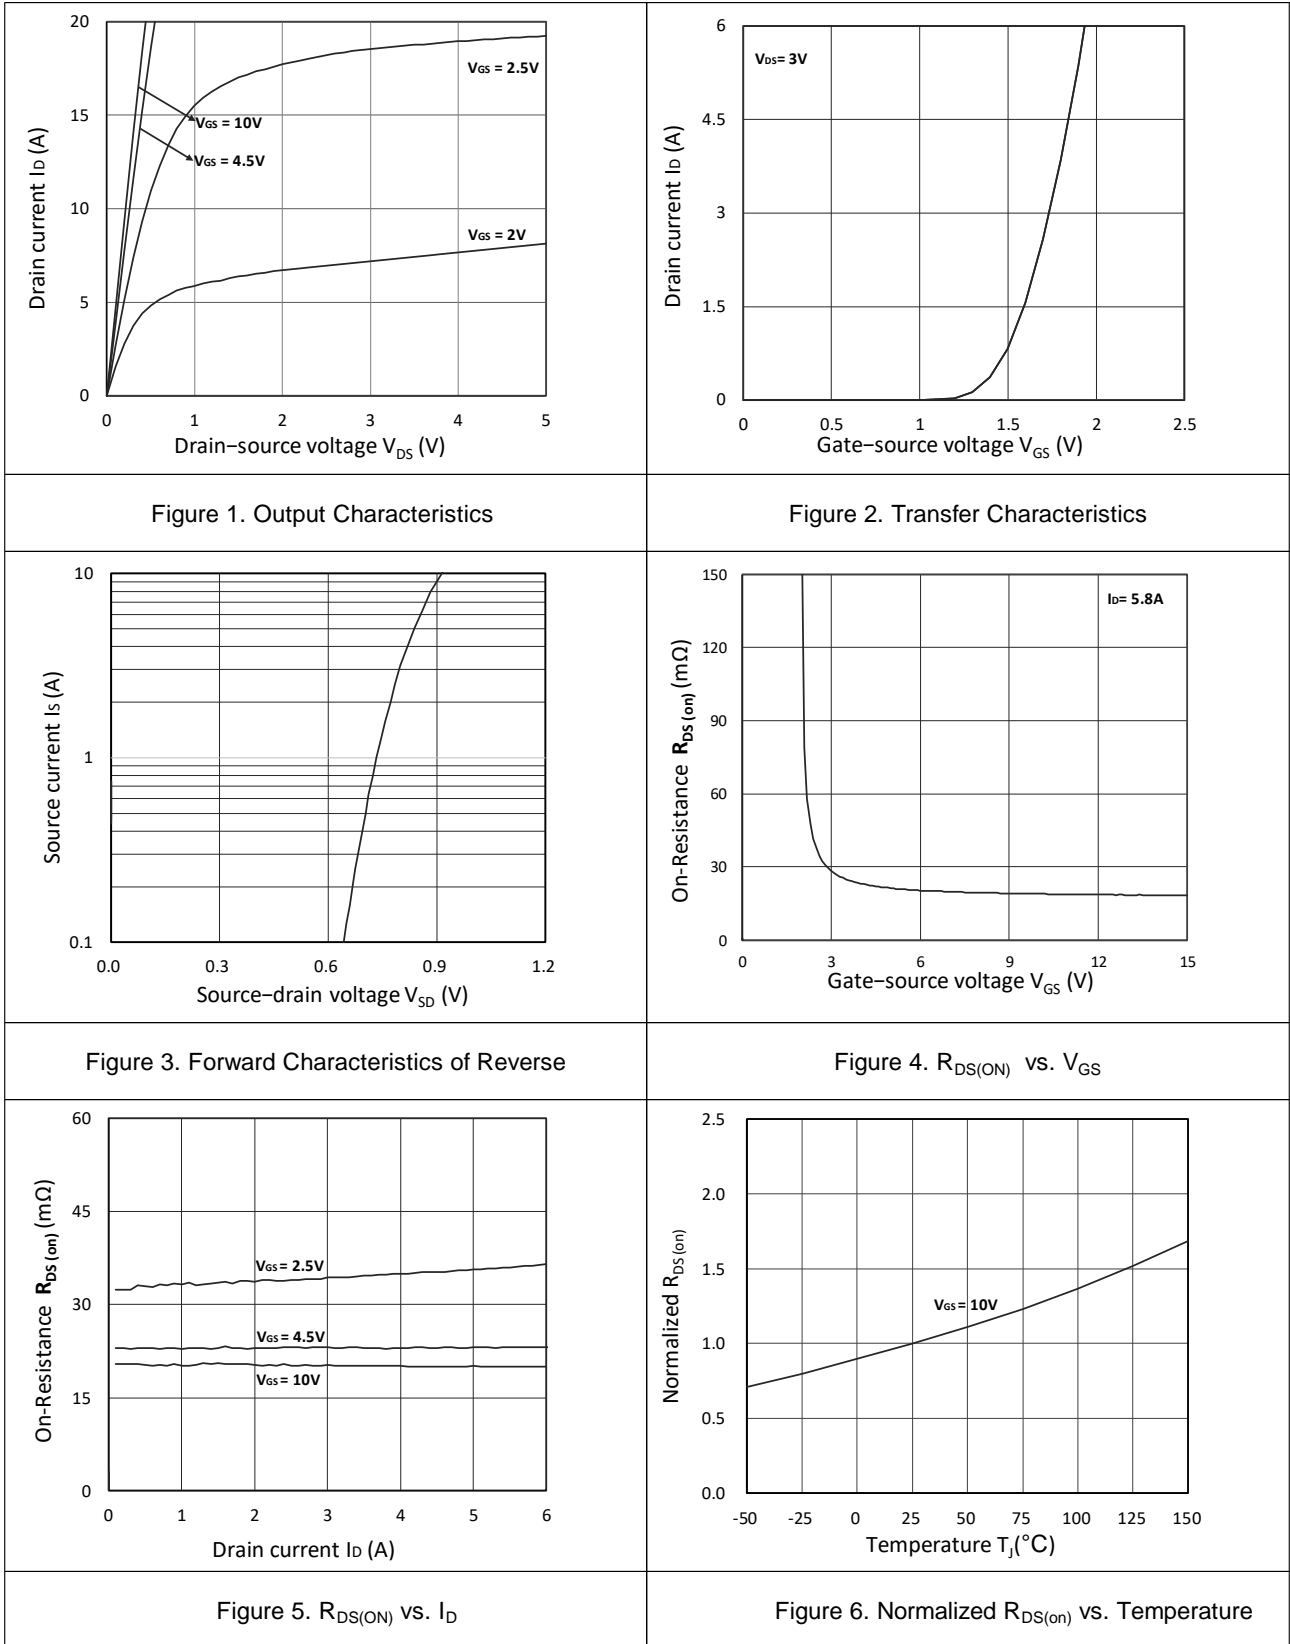 20
15
10
5
0
0 1 2 3 4 5
Drain current ID (A)
VGS = 2.5V
VGS = 10V
VGS = 4.5V
VGS = 2V
Drain−source voltage VDS (V)
Figure 1. Output Characteristics
6
4.5
3
1.5
0
0 0.5 1 1.5 2 2.5
Drain current ID (A)
VDS= 3V
Gate−source voltage VGS (V)
Figure 2. Transfer Characteristics
10
1
0.1
0.0 0.3 0.6 0.9 1.2
Source current IS (A)
Source−drain voltage VSD (V)
Figure 3. Forward Characteristics of Reverse
150
120
90
60
30
0
0 3 6 9 12 15
On-Resistance RDS(on) (mΩ)
ID= 5.8A
Gate−source voltage VGS (V)
Figure 4. RDS(ON) vs. VGS
60
45
30
15
0
0 1 2 3 4 5 6
On-Resistance RDS(on) (mΩ)
VGS = 2.5V
VGS = 4.5V
VGS = 10V
Drain current ID (A)
Figure 5. RDS(ON) vs. ID
2.5
2.0
1.5
1.0
0.5
0.0
-50 -25 0 25 50 75 100 125 150
Normalized RDS(on)
VGS = 10V
Temperature TJ(°C)
Figure 6. Normalized RDS(on) vs. Temperature